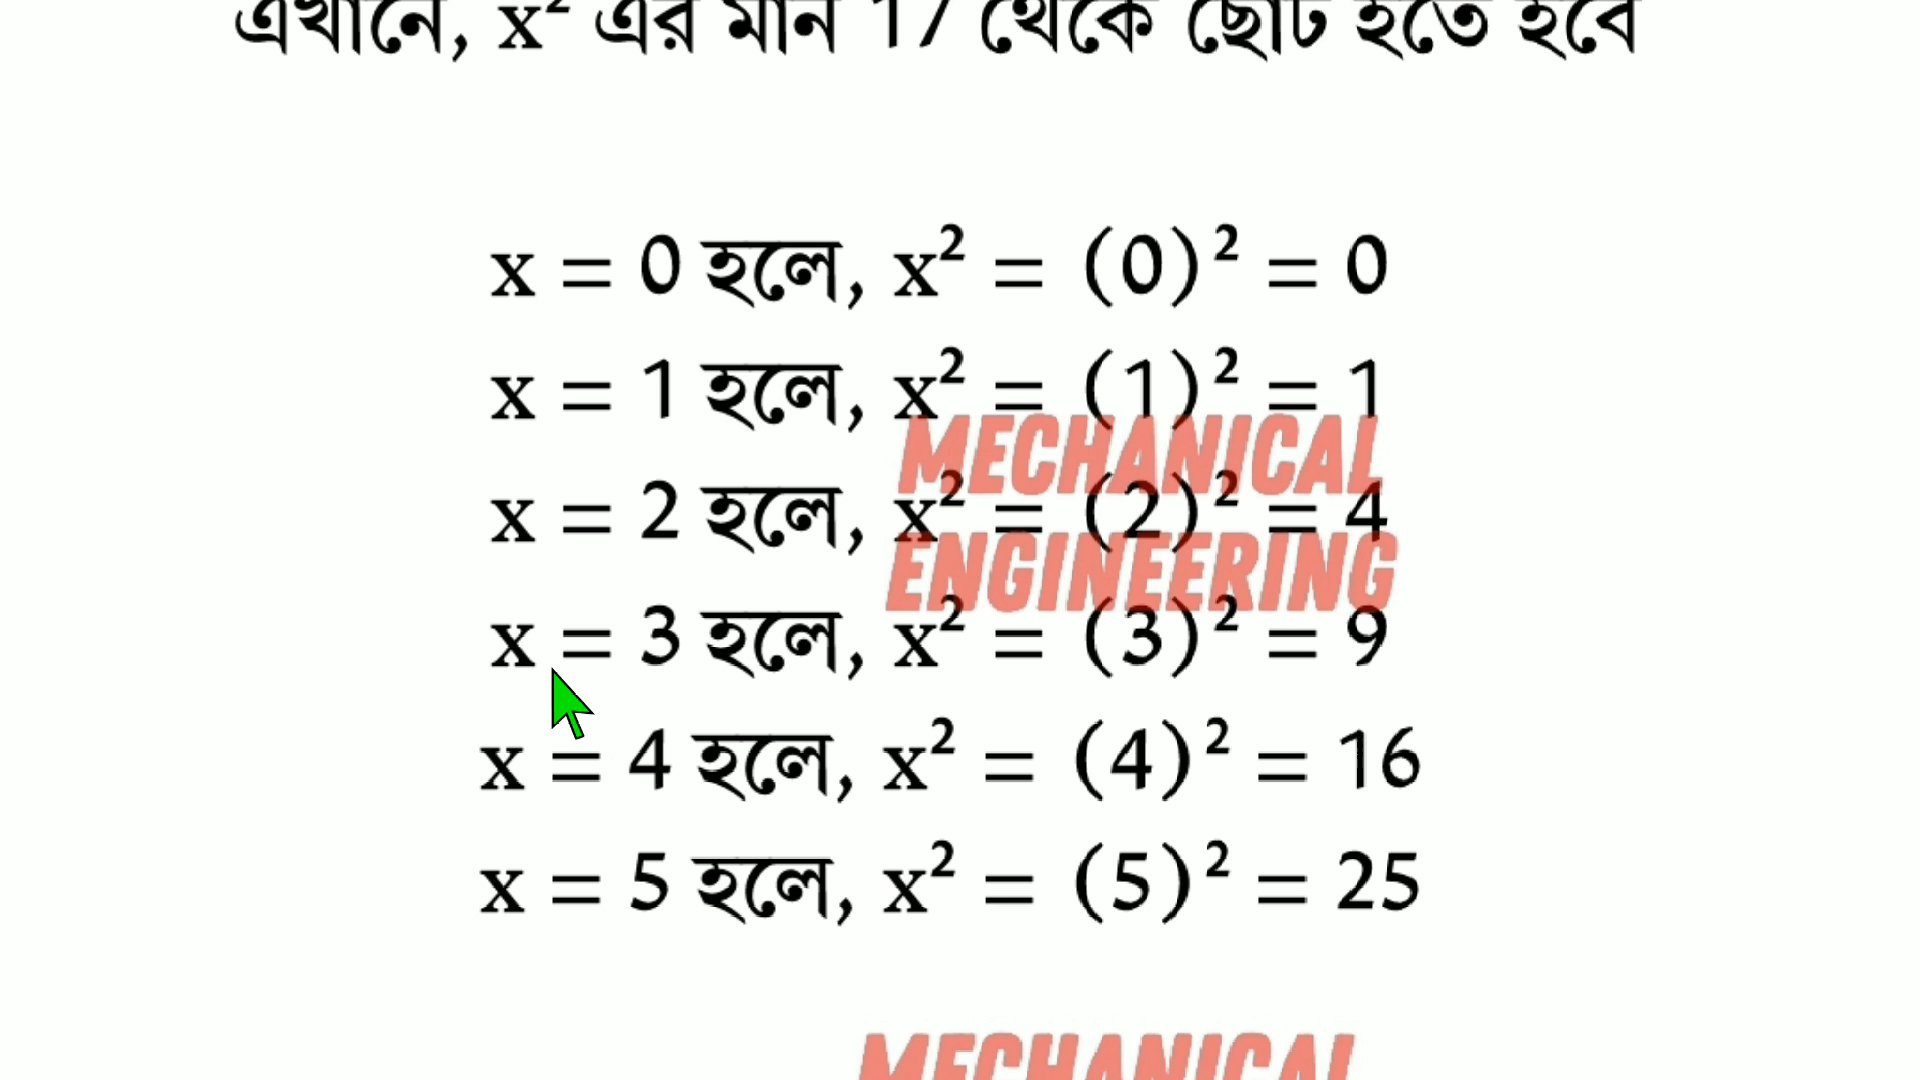 এখানে, x² এর মান 17 থেকে ছোট হতে হবে
x = 0 হলে, x² = (0)² = 0
x = 1 হলে, x² = (1)² = 1
MECHANICAL
x = 2 হলে, x² = (2)² = 4
ENGINEERING
x = 3 হলে, x² = (3)² = 9
x = 4 হলে, x² = (4)² = 16
x = 5 হলে, x² = (5)² = 25
MECHANICAL